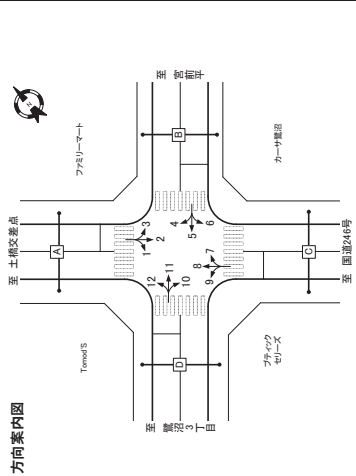 方向案内図
至 土橋交差点
至 宮前平
至 国道246号
至 鷺沼3丁目
ファミリーマート
カーサ鷺沼
Tomod'S
ブティック
セリーズ
A
B
C
D
1
2
3
4
5
6
7
8
9
10
11
12